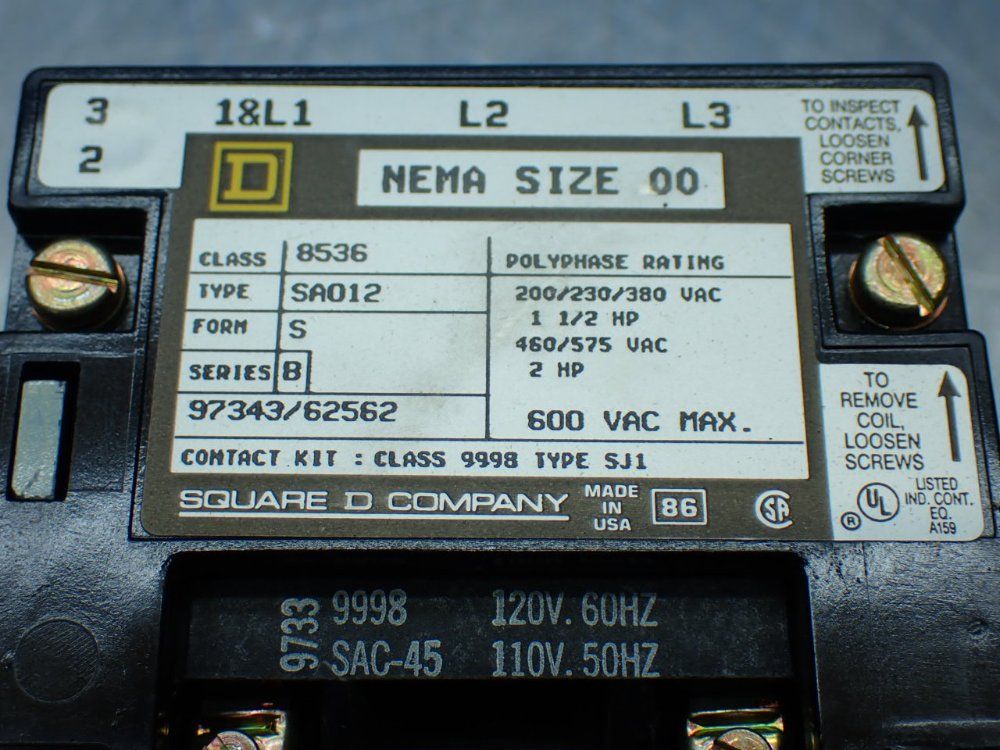 3 1&L1 L2 L3
2
TO INSPECT
CONTACTS,
LOOSEN
CORNER
SCREWS
D NEMA SIZE 00
CLASS 8536
TYPE SAO12
FORM S
SERIES B
97343/62562
POLYPHASE RATING
200/230/380 VAC
1 1/2 HP
460/575 VAC
2 HP
600 VAC MAX.
CONTACT KIT : CLASS 9998 TYPE SJ1
SQUARE D COMPANY
MADE
IN
USA
86
SA
TO
REMOVE
COIL,
LOOSEN
SCREWS
® UL
LISTED
IND. CONT.
EQ.
A159
9733
9998 120V. 60HZ
SAC-45 110V. 50HZ